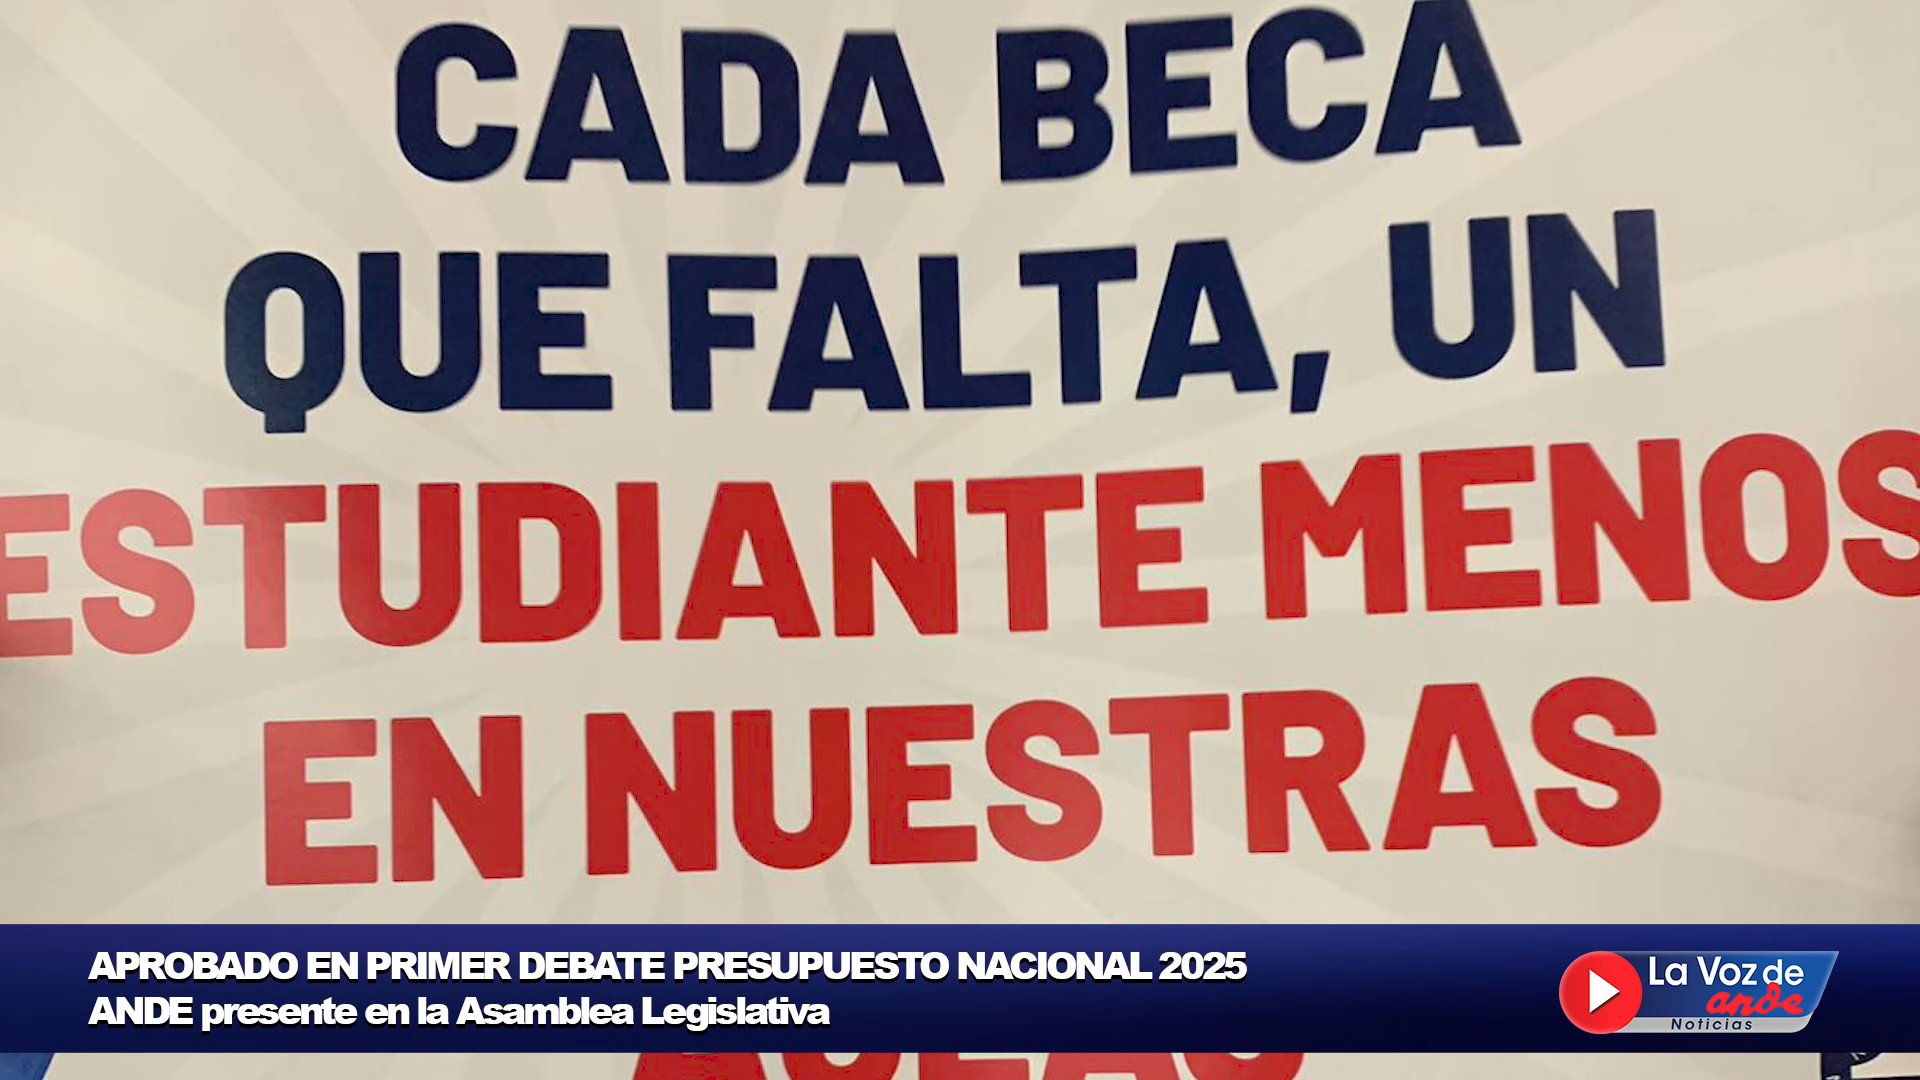 CADA BECA
QUE FALTA, UN
ESTUDIANTE MENOS
EN NUESTRAS
AULAS
APROBADO EN PRIMER DEBATE PRESUPUESTO NACIONAL 2025
ANDE presente en la Asamblea Legislativa
La Voz de
ande
Noticias